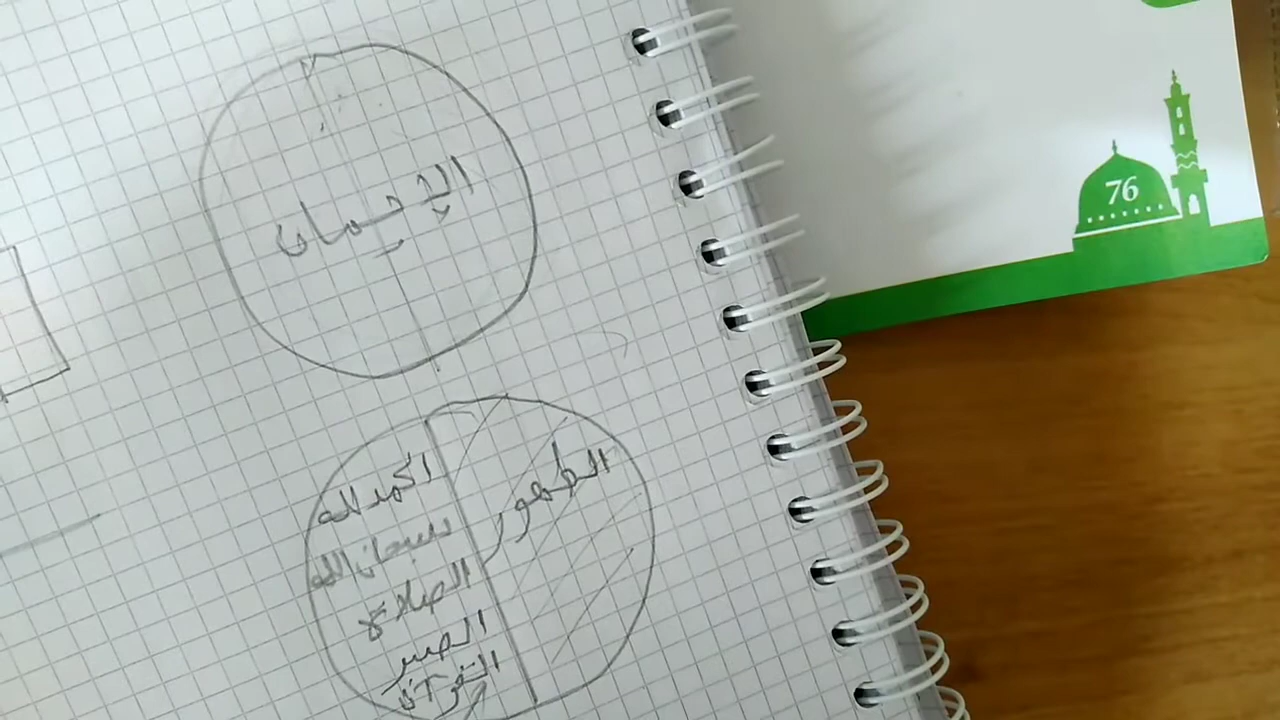 الإيمان
الطهور
الحمد لله
سبحان الله
الصلاة
الصبر
القرآن
76